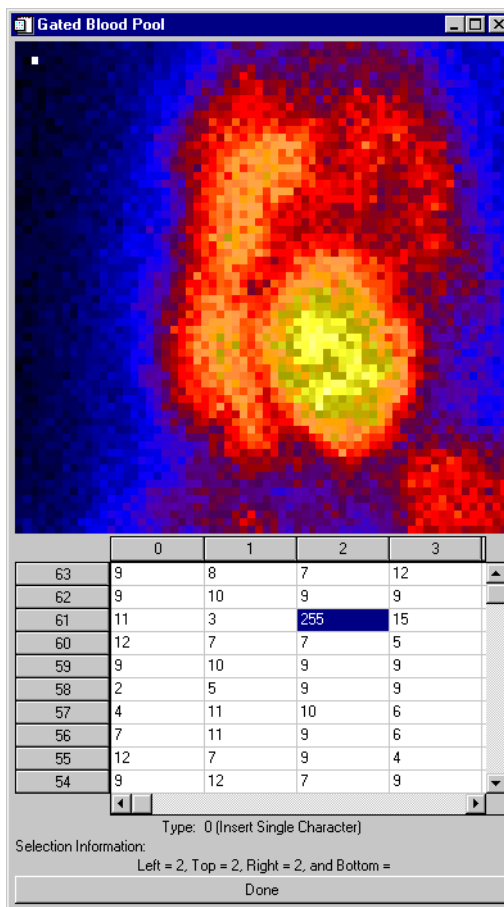 Gated Blood Pool
0 1 2 3
63 9 8 7 12
62 9 10 9 9
61 11 3 255 15
60 12 7 7 5
59 9 10 9 9
58 2 5 9 9
57 4 11 10 6
56 7 11 9 6
55 12 7 9 4
54 9 12 7 9
Type: 0 (Insert Single Character)
Selection Information:
Left = 2, Top = 2, Right = 2, and Bottom =
Done